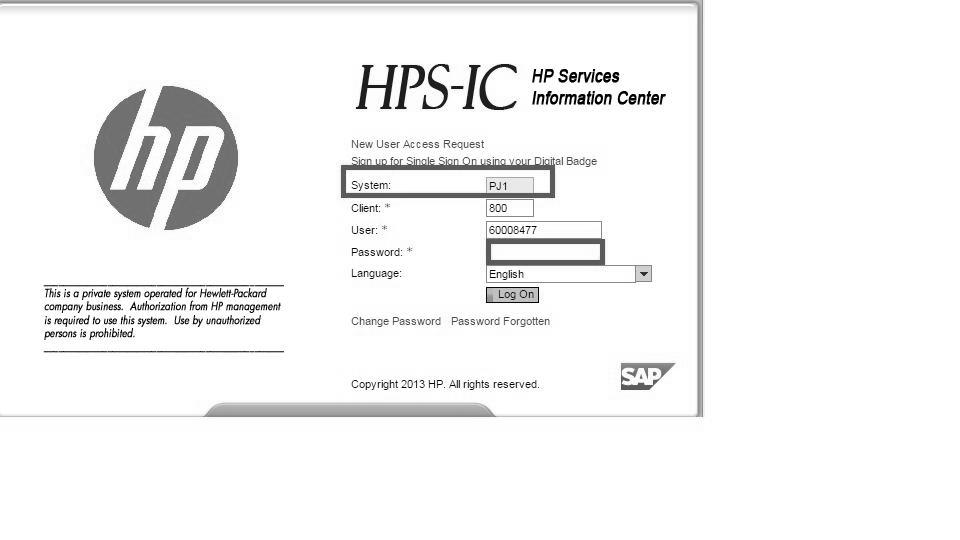 hp
HPS-IC
HP Services
Information Center
New User Access Request
Sign up for Single Sign On using your Digital Badge
System: PJ1
Client: * 800
User: * 60008477
Password: *
Language: English
Log On
Change Password Password Forgotten
This is a private system operated for Hewlett-Packard
company business. Authorization from HP management
is required to use this system. Use by unauthorized
persons is prohibited.
Copyright 2013 HP. All rights reserved.
SAP